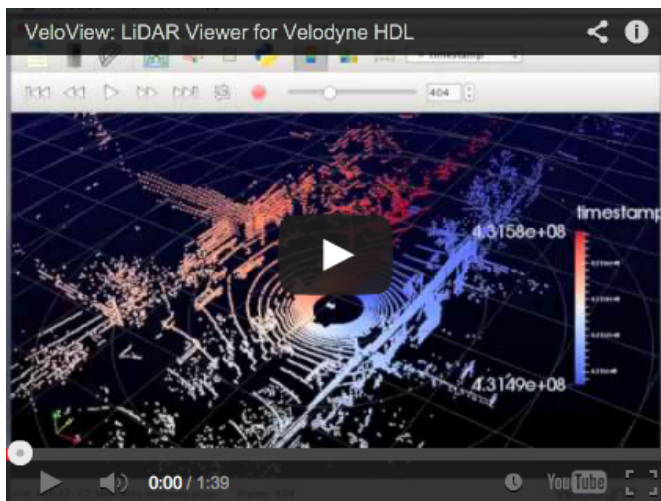 VeloView: LiDAR Viewer for Velodyne HDL
timestamp
404
timestamp
4.3158e+08
4.3149e+08
0:00 / 1:39
YouTube